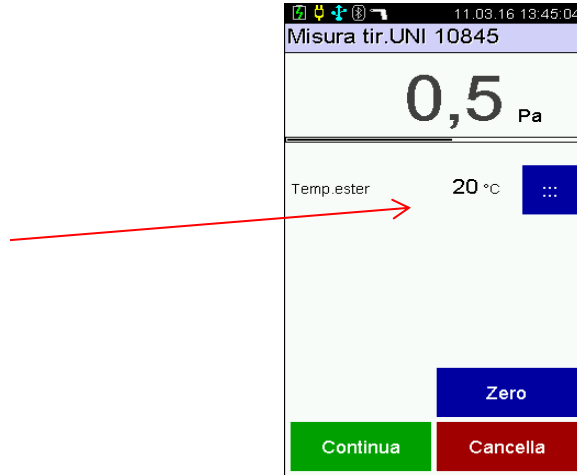 11.03.16 13:45:04
Misura tir.UNI 10845
0,5 Pa
Temp.ester 20 °C :::
Zero
Continua Cancella